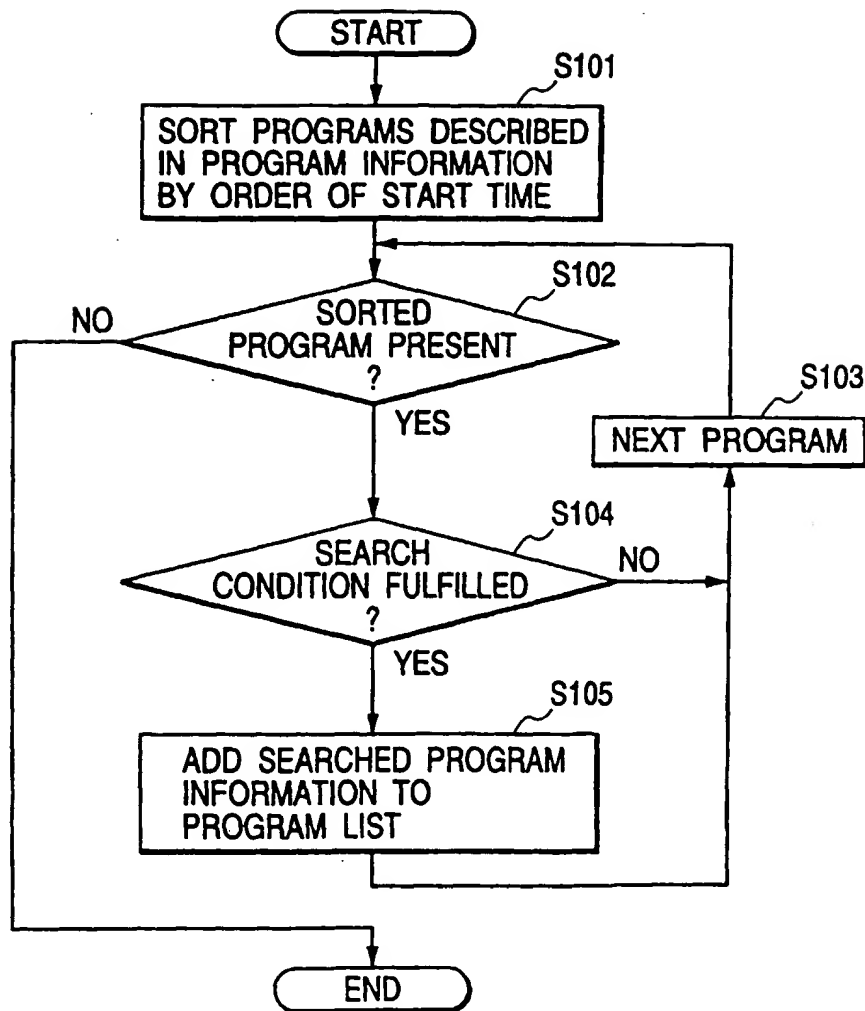 START
S101
SORT PROGRAMS DESCRIBED
IN PROGRAM INFORMATION
BY ORDER OF START TIME
S102
SORTED
PROGRAM PRESENT
?
NO
YES
S103
NEXT PROGRAM
S104
SEARCH
CONDITION FULFILLED
?
NO
YES
S105
ADD SEARCHED PROGRAM
INFORMATION TO
PROGRAM LIST
END